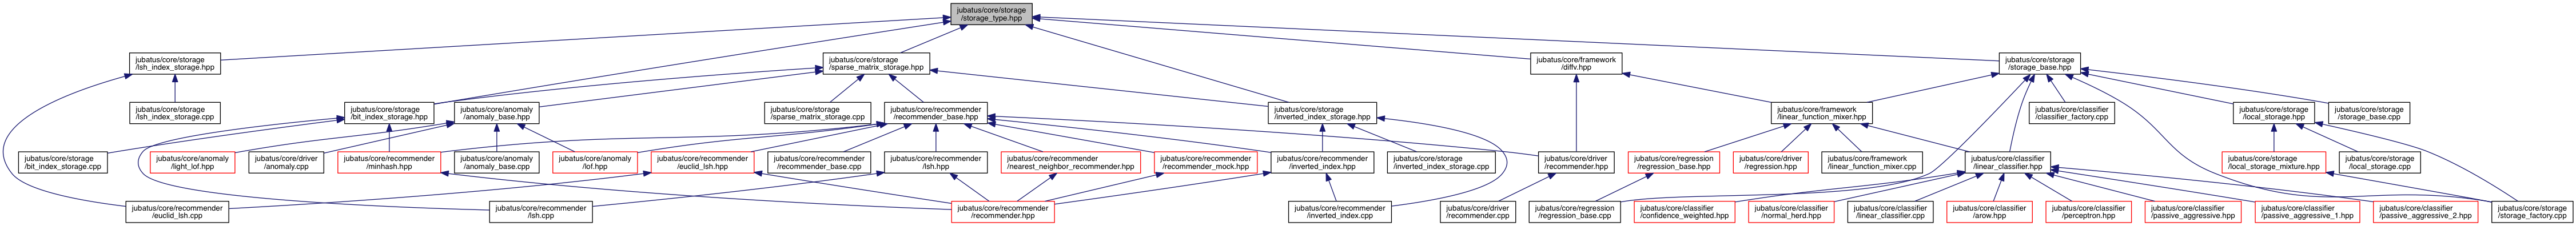 jubatus/core/storage
/storage_type.hpp
jubatus/core/storage
/lsh_index_storage.hpp
jubatus/core/storage
/sparse_matrix_storage.hpp
jubatus/core/framework
/diffv.hpp
jubatus/core/storage
/storage_base.hpp
jubatus/core/storage
/lsh_index_storage.cpp
jubatus/core/storage
/bit_index_storage.hpp
jubatus/core/anomaly
/anomaly_base.hpp
jubatus/core/storage
/sparse_matrix_storage.cpp
jubatus/core/recommender
/recommender_base.hpp
jubatus/core/storage
/inverted_index_storage.hpp
jubatus/core/framework
/linear_function_mixer.hpp
jubatus/core/classifier
/classifier_factory.cpp
jubatus/core/storage
/local_storage.hpp
jubatus/core/storage
/storage_base.cpp
jubatus/core/storage
/bit_index_storage.cpp
jubatus/core/anomaly
/light_lof.hpp
jubatus/core/driver
/anomaly.cpp
jubatus/core/recommender
/minhash.hpp
jubatus/core/anomaly
/anomaly_base.cpp
jubatus/core/anomaly
/lof.hpp
jubatus/core/recommender
/euclid_lsh.hpp
jubatus/core/recommender
/recommender_base.cpp
jubatus/core/recommender
/lsh.hpp
jubatus/core/recommender
/nearest_neighbor_recommender.hpp
jubatus/core/recommender
/recommender_mock.hpp
jubatus/core/recommender
/inverted_index.hpp
jubatus/core/storage
/inverted_index_storage.cpp
jubatus/core/driver
/recommender.hpp
jubatus/core/regression
/regression_base.hpp
jubatus/core/driver
/regression.hpp
jubatus/core/framework
/linear_function_mixer.cpp
jubatus/core/classifier
/linear_classifier.hpp
jubatus/core/storage
/local_storage_mixture.hpp
jubatus/core/storage
/local_storage.cpp
jubatus/core/recommender
/euclid_lsh.cpp
jubatus/core/recommender
/lsh.cpp
jubatus/core/recommender
/recommender.hpp
jubatus/core/recommender
/inverted_index.cpp
jubatus/core/driver
/recommender.cpp
jubatus/core/regression
/regression_base.cpp
jubatus/core/classifier
/confidence_weighted.hpp
jubatus/core/classifier
/normal_herd.hpp
jubatus/core/classifier
/linear_classifier.cpp
jubatus/core/classifier
/arow.hpp
jubatus/core/classifier
/perceptron.hpp
jubatus/core/classifier
/passive_aggressive.hpp
jubatus/core/classifier
/passive_aggressive_1.hpp
jubatus/core/classifier
/passive_aggressive_2.hpp
jubatus/core/storage
/storage_factory.cpp